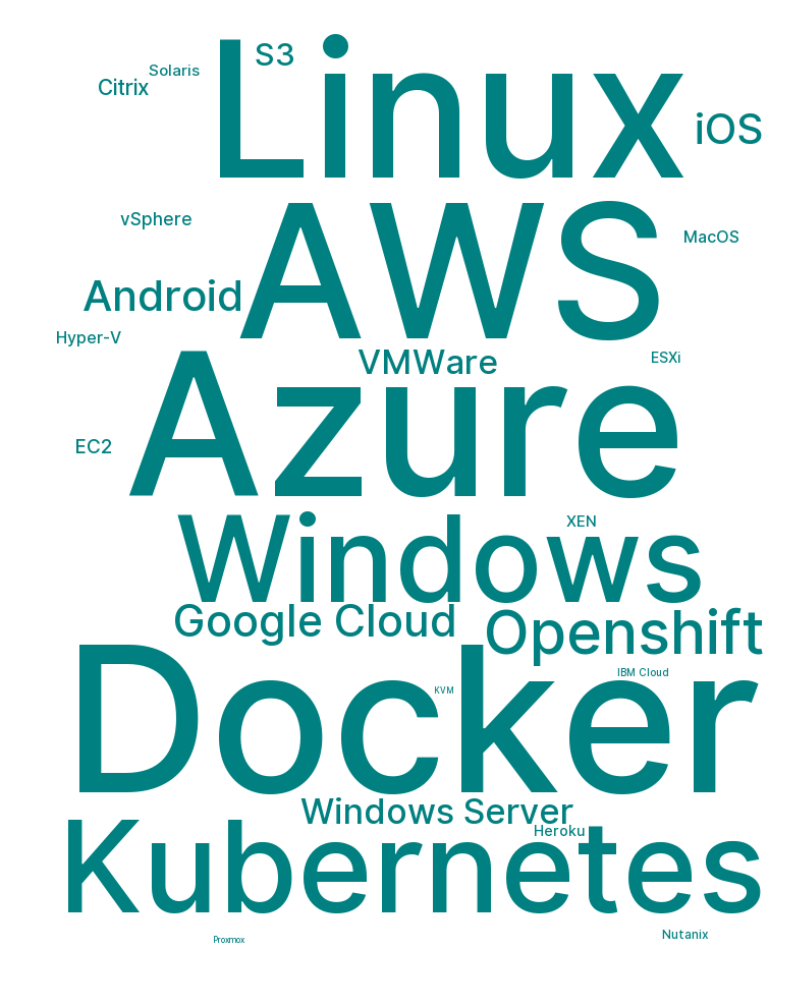 S3
Linux
Solaris
Citrix
iOS
AWS
vSphere
MacOS
Android
Hyper-V
VMWare
ESXi
Azure
EC2
Windows
XEN
Google Cloud
Openshift
IBM Cloud
Docker
KVM
Windows Server
Heroku
Kubernetes
Nutanix
Proxmox